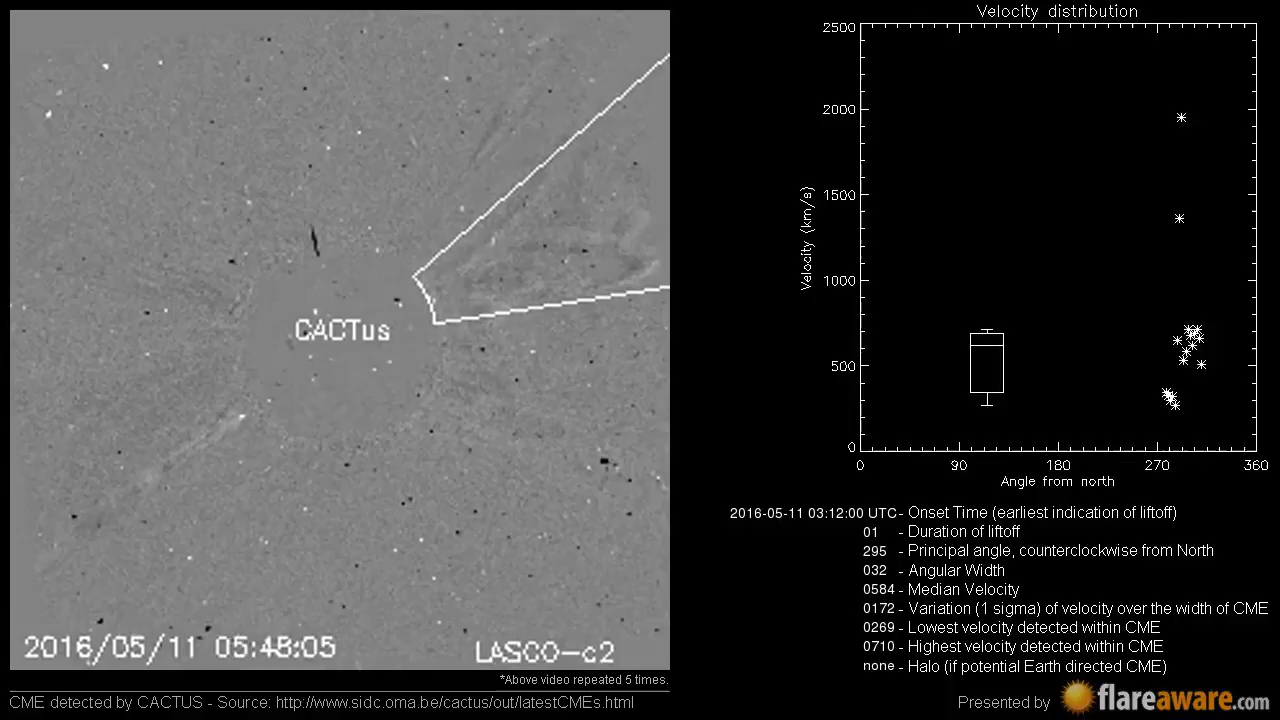 CACTus
2016/05/11 05:48:05
LASCO-c2
*Above video repeated 5 times.
CME detected by CACTUS - Source: http://www.sidc.oma.be/cactus/out/latestCMEs.html
Velocity distribution
Velocity (km/s)
2500
2000
1500
1000
500
0
0 90 180 270 360
Angle from north
2016-05-11 03:12:00 UTC - Onset Time (earliest indication of liftoff)
01 - Duration of liftoff
295 - Principal angle, counterclockwise from North
032 - Angular Width
0584 - Median Velocity
0172 - Variation (1 sigma) of velocity over the width of CME
0269 - Lowest velocity detected within CME
0710 - Highest velocity detected within CME
none - Halo (if potential Earth directed CME)
Presented by flareaware.com